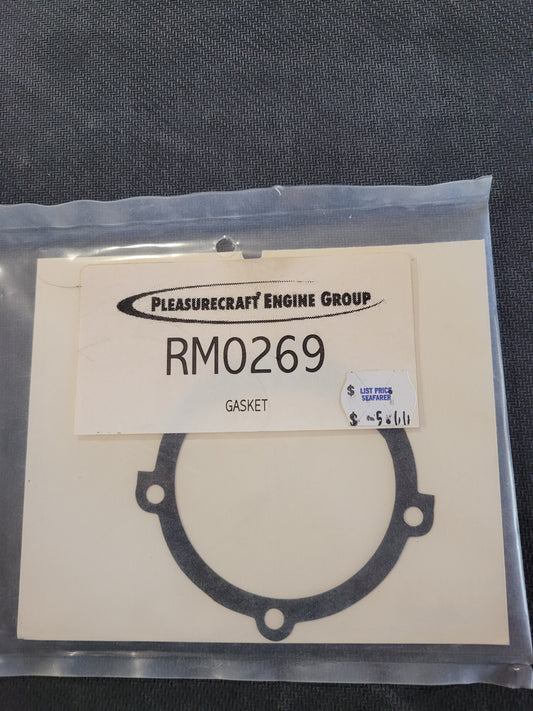 PLEASURECRAFT ENGINE GROUP
RM0269
GASKET
$ LIST PRICE
SEAFARER
$